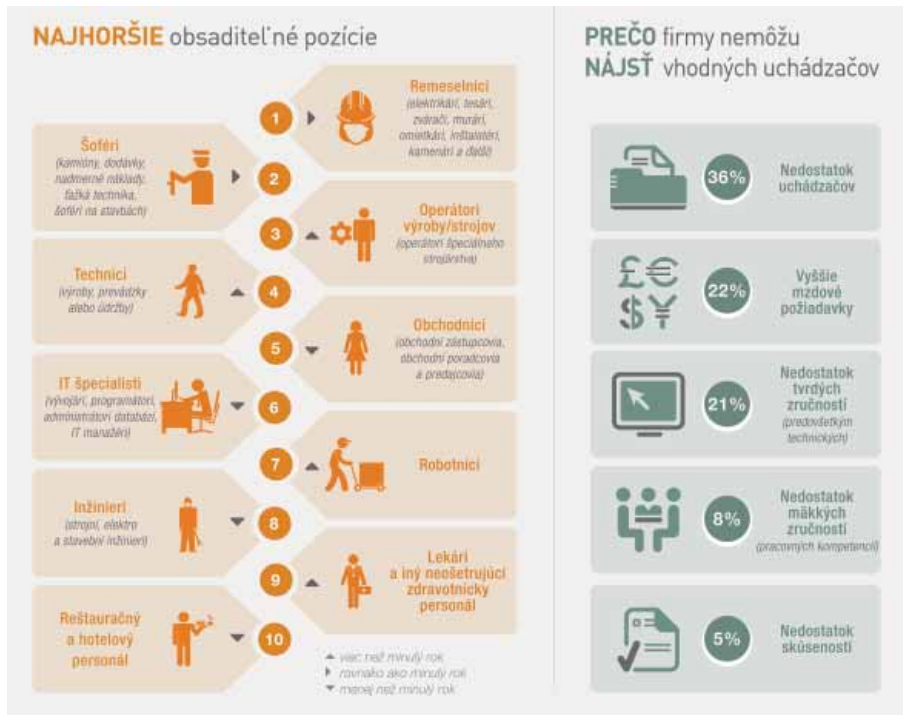 NAJHORŠIE obsaditeľné pozície
1
Remeselníci
(elektrikári, tesári,
zvárači, murári,
omietkári, inštalatéri,
kamenári a ďalší)
Šoféri
(kamióny, dodávky,
nadmerné náklady,
ťažká technika,
šoféri na stavbách)
2
3
Operátori
výroby/strojov
(operátori špeciálneho
strojárstva)
Technici
(výroby, prevádzky
alebo údržby)
4
5
Obchodníci
(obchodní zástupcovia,
obchodní poradcovia
a predajcovia)
IT špecialisti
(vývojári, programátori,
administrátori databází,
IT manažéri)
6
7
Robotníci
Inžinieri
(strojní, elektro
a stavební inžinieri)
8
9
Lekári
a iný neošetrujúci
zdravotnícky
personál
Reštauračný
a hotelový
personál
10
▲ viac než minulý rok
▶ rovnako ako minulý rok
▼ menej než minulý rok
PREČO firmy nemôžu
NÁJSŤ vhodných uchádzačov
36%
Nedostatok
uchádzačov
£ €
$ ¥
22%
Vyššie
mzdové
požiadavky
21%
Nedostatok
tvrdých
zručností
(predovšetkým
technických)
8%
Nedostatok
mäkkých
zručností
(pracovných kompetencií)
5%
Nedostatok
skúseností